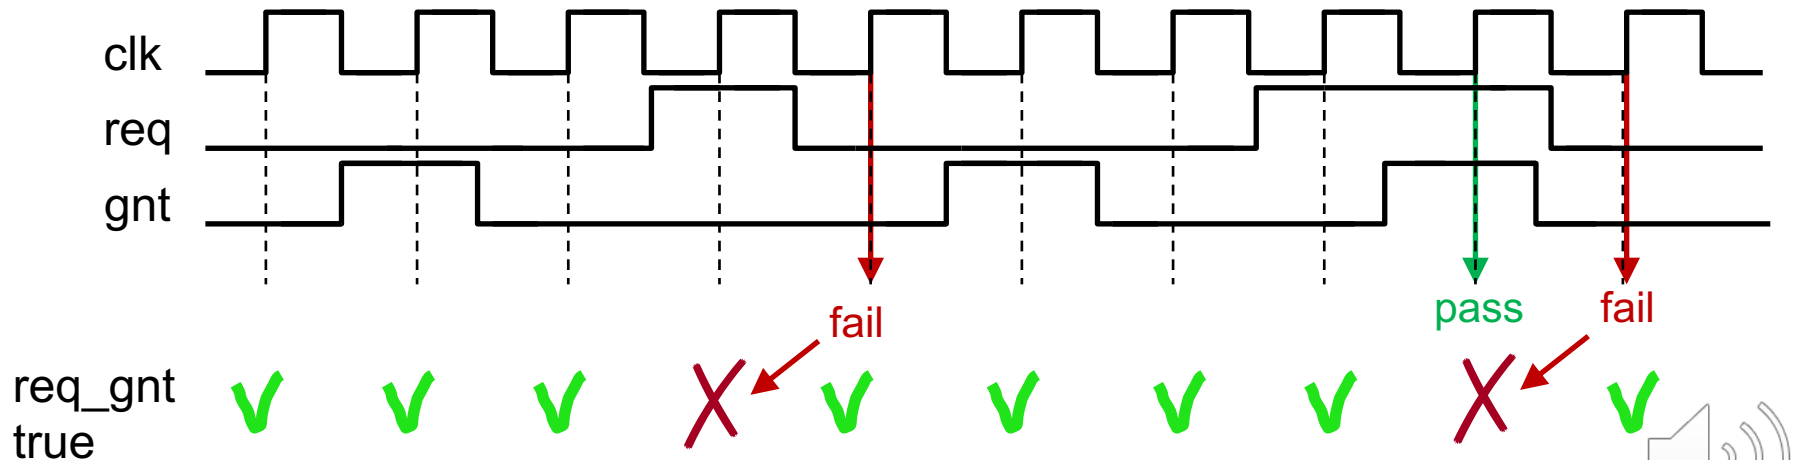 clk
req
gnt
fail
pass
fail
req_gnt
true